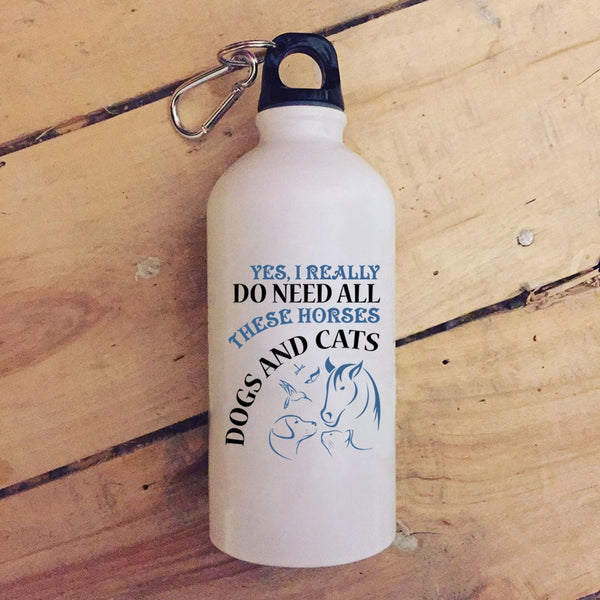 YES, I REALLY
DO NEED ALL
THESE HORSES
DOGS AND CATS